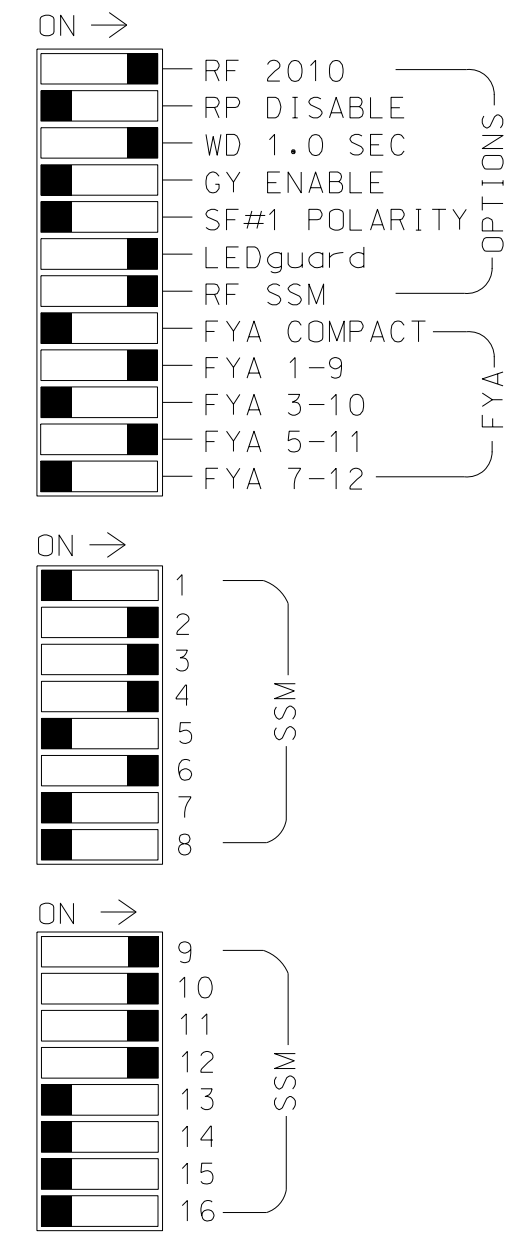 ON →
RF 2010
RP DISABLE
WD 1.0 SEC
GY ENABLE
SF#1 POLARITY
LEDguard
RF SSM
OPTIONS
FYA COMPACT
FYA 1-9
FYA 3-10
FYA 5-11
FYA 7-12
FYA
ON →
1
2
3
4
5
6
7
8
SSM
ON →
9
10
11
12
13
14
15
16
SSM